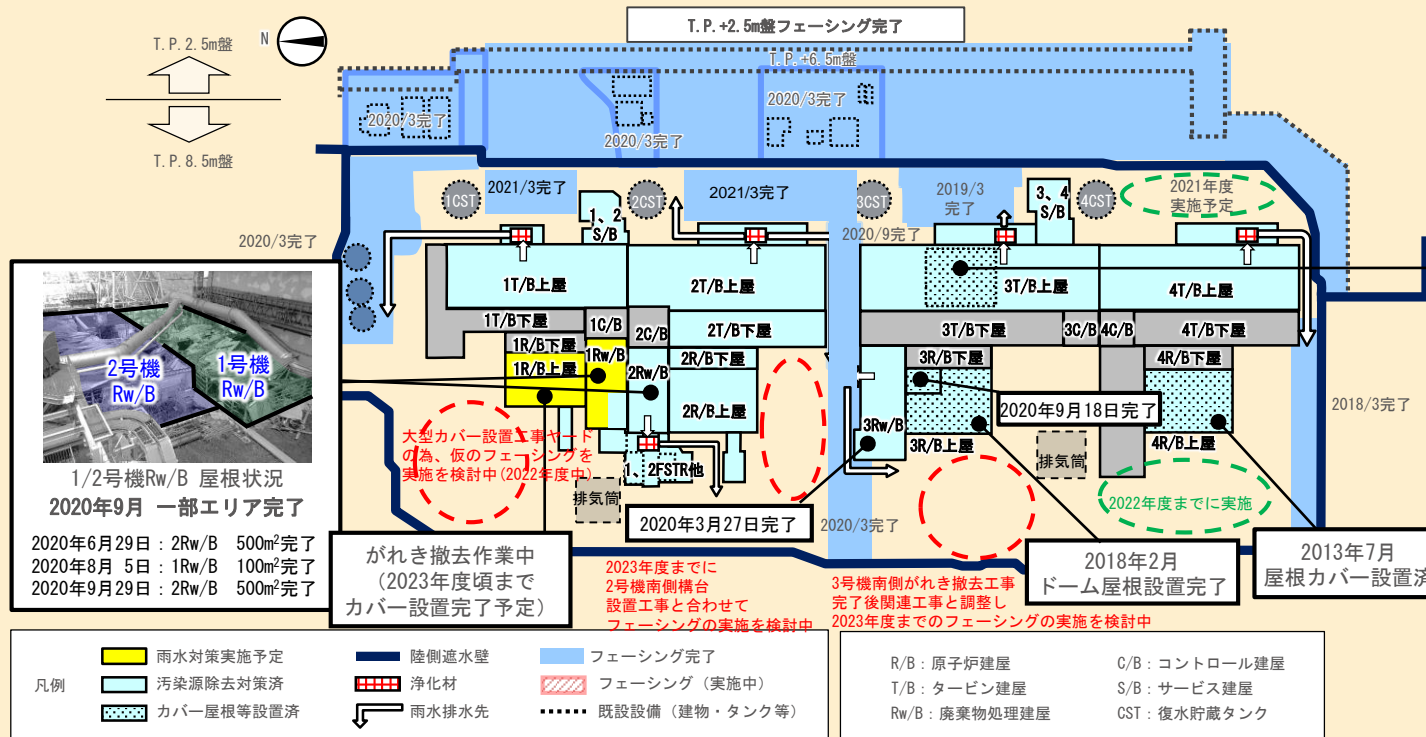 T.P.+2.5m盤フェーシング完了
T.P.2.5m盤
N
T.P.+6.5m盤
T.P.8.5m盤
2020/3完了
2020/3完了
2020/3完了
2020/3完了
1CST
2021/3完了
2CST
2021/3完了
3CST
2019/3
完了
3、4
S/B
4CST
2021年度
実施予定
1、2
S/B
2020/9完了
1T/B上屋
2T/B上屋
3T/B上屋
4T/B上屋
1T/B下屋
1C/B
2C/B
2T/B下屋
3T/B下屋
3C/B
4C/B
4T/B下屋
1R/B下屋
1R/B上屋
1Rw/B
2Rw/B
2R/B下屋
2R/B上屋
3R/B下屋
4R/B下屋
3Rw/B
3R/B上屋
4R/B上屋
2020年9月18日完了
2018/3完了
2号機
Rw/B
1号機
Rw/B
1/2号機Rw/B 屋根状況
2020年9月 一部エリア完了
2020年6月29日：2Rw/B 500m²完了
2020年8月 5日：1Rw/B 100m²完了
2020年9月29日：2Rw/B 500m²完了
大型カバー設置工事ヤード
の為、仮のフェーシングを
実施を検討中(2022年度中)
1、2FSTR他
排気筒
排気筒
2020年3月27日完了
2020/3完了
2022年度までに実施
がれき撤去作業中
（2023年度頃まで
カバー設置完了予定）
2023年度までに
2号機南側構台
設置工事と合わせて
フェーシングの実施を検討中
3号機南側がれき撤去工事
完了後関連工事と調整し
2023年度までのフェーシングの実施を検討中
2018年2月
ドーム屋根設置完了
2013年7月
屋根カバー設置済
凡例
雨水対策実施予定
汚染源除去対策済
カバー屋根等設置済
陸側遮水壁
浄化材
雨水排水先
フェーシング完了
フェーシング（実施中）
既設設備（建物・タンク等）
R/B：原子炉建屋
T/B：タービン建屋
Rw/B：廃棄物処理建屋
C/B：コントロール建屋
S/B：サービス建屋
CST：復水貯蔵タンク